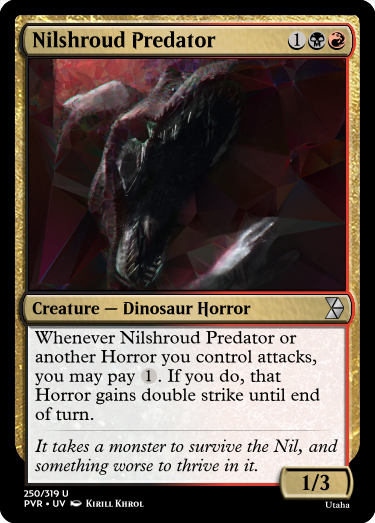 Nilshroud Predator 1
Creature — Dinosaur Horror
Whenever Nilshroud Predator or
another Horror you control attacks,
you may pay 1. If you do, that
Horror gains double strike until end
of turn.
It takes a monster to survive the Nil, and
something worse to thrive in it.
1/3
250/319 U
PVR • UV Kirill Khrol
Utaha